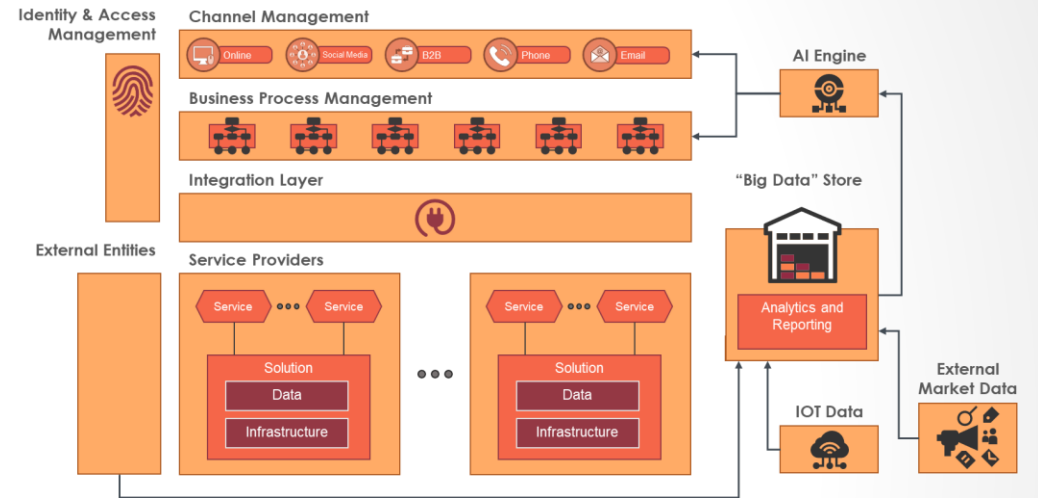 Identity & Access
Management
Channel Management
Online
Social Media
B2B
Phone
Email
AI Engine
Business Process Management
Integration Layer
“Big Data” Store
External Entities
Service Providers
Service
Service
Solution
Data
Infrastructure
Service
Service
Solution
Data
Infrastructure
Analytics and
Reporting
IOT Data
External
Market Data